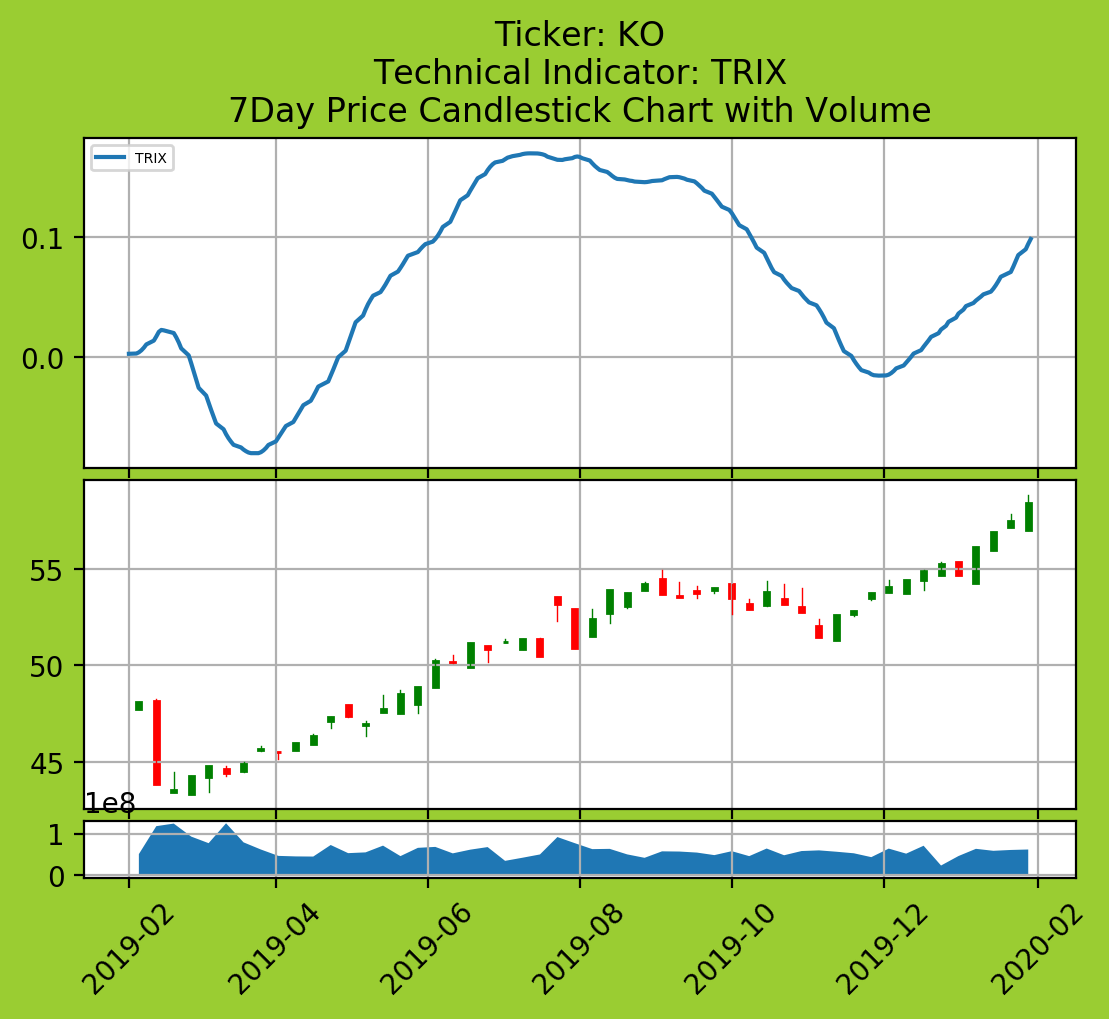 Ticker: KO
Technical Indicator: TRIX
7Day Price Candlestick Chart with Volume
TRIX
0.1
0.0
55
50
45
1e8
1
0
2019-02
2019-04
2019-06
2019-08
2019-10
2019-12
2020-02